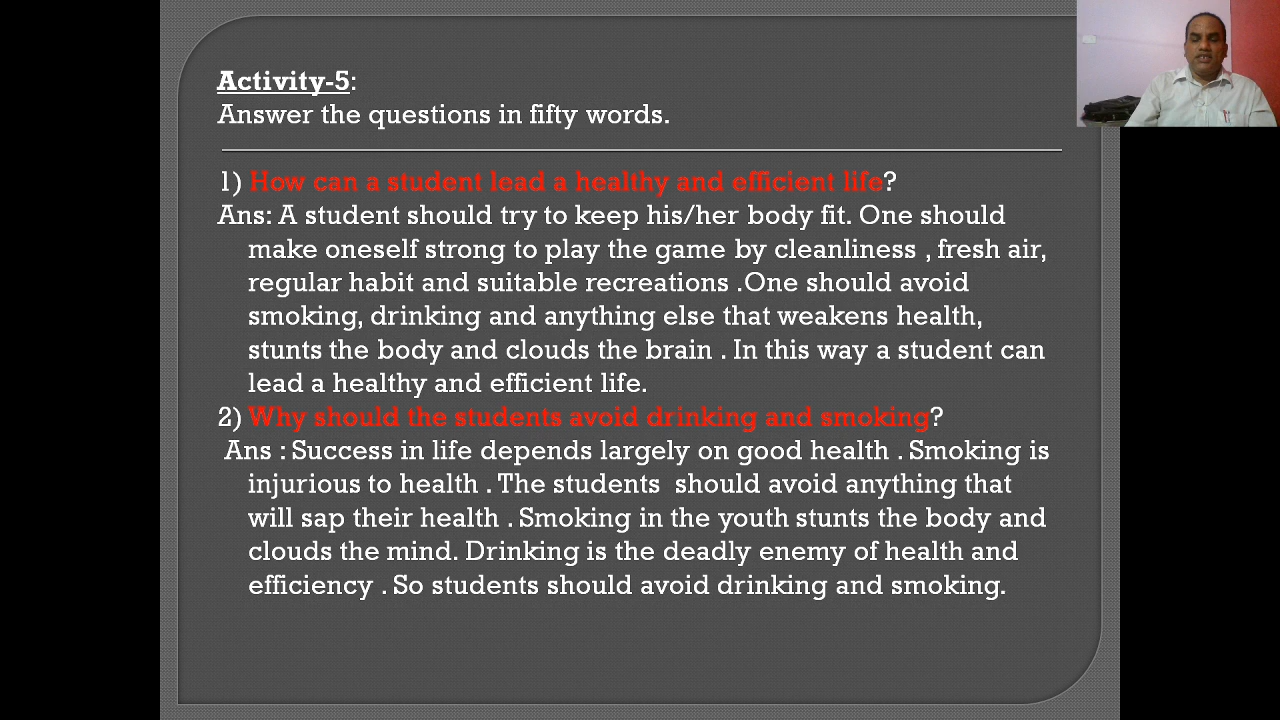 Activity-5:
Answer the questions in fifty words.
1) How can a student lead a healthy and efficient life?
Ans: A student should try to keep his/her body fit. One should
make oneself strong to play the game by cleanliness , fresh air,
regular habit and suitable recreations .One should avoid
smoking, drinking and anything else that weakens health,
stunts the body and clouds the brain . In this way a student can
lead a healthy and efficient life.
2) Why should the students avoid drinking and smoking?
Ans : Success in life depends largely on good health . Smoking is
injurious to health . The students  should avoid anything that
will sap their health . Smoking in the youth stunts the body and
clouds the mind. Drinking is the deadly enemy of health and
efficiency . So students should avoid drinking and smoking.